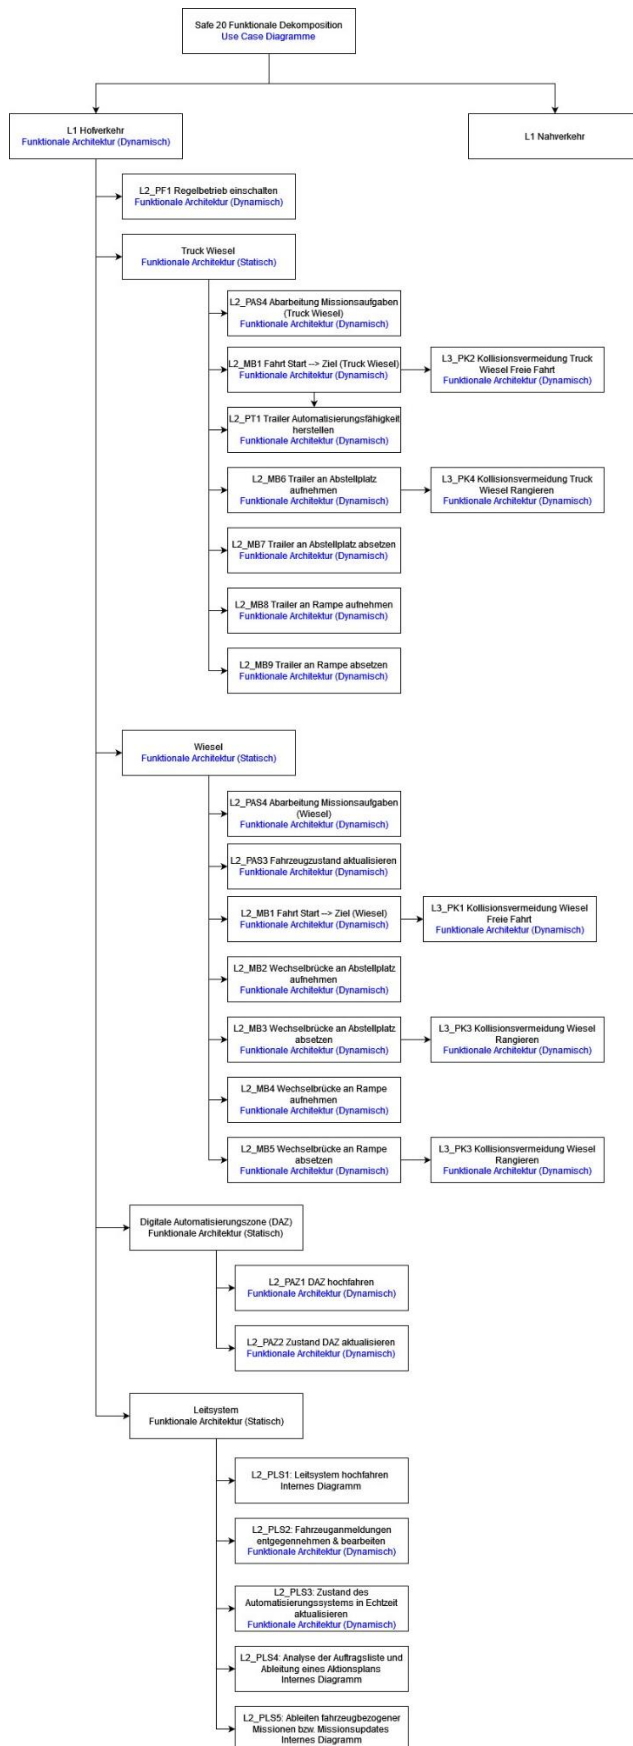 Safe 20 Funktionale Dekomposition
Use Case Diagramme
L1 Hofverkehr
Funktionale Architektur (Dynamisch)
L1 Nahverkehr
L2_PF1 Regelbetrieb einschalten
Funktionale Architektur (Dynamisch)
Truck Wiesel
Funktionale Architektur (Statisch)
L2_PAS4 Abarbeitung Missionsaufgaben
(Truck Wiesel)
Funktionale Architektur (Dynamisch)
L2_MB1 Fahrt Start --> Ziel (Truck Wiesel)
Funktionale Architektur (Dynamisch)
L3_PK2 Kollisionsvermeidung Truck
Wiesel Freie Fahrt
Funktionale Architektur (Dynamisch)
L2_PT1 Trailer Automatisierungsfähigkeit
herstellen
Funktionale Architektur (Dynamisch)
L2_MB6 Trailer an Abstellplatz
aufnehmen
Funktionale Architektur (Dynamisch)
L3_PK4 Kollisionsvermeidung Truck
Wiesel Rangieren
Funktionale Architektur (Dynamisch)
L2_MB7 Trailer an Abstellplatz absetzen
Funktionale Architektur (Dynamisch)
L2_MB8 Trailer an Rampe aufnehmen
Funktionale Architektur (Dynamisch)
L2_MB9 Trailer an Rampe absetzen
Funktionale Architektur (Dynamisch)
Wiesel
Funktionale Architektur (Statisch)
L2_PAS4 Abarbeitung Missionsaufgaben
(Wiesel)
Funktionale Architektur (Dynamisch)
L2_PAS3 Fahrzeugzustand aktualisieren
Funktionale Architektur (Dynamisch)
L2_MB1 Fahrt Start --> Ziel (Wiesel)
Funktionale Architektur (Dynamisch)
L3_PK1 Kollisionsvermeidung Wiesel
Freie Fahrt
Funktionale Architektur (Dynamisch)
L2_MB2 Wechselbrücke an Abstellplatz
aufnehmen
Funktionale Architektur (Dynamisch)
L2_MB3 Wechselbrücke an Abstellplatz
absetzen
Funktionale Architektur (Dynamisch)
L3_PK3 Kollisionsvermeidung Wiesel
Rangieren
Funktionale Architektur (Dynamisch)
L2_MB4 Wechselbrücke an Rampe
aufnehmen
Funktionale Architektur (Dynamisch)
L2_MB5 Wechselbrücke an Rampe
absetzen
Funktionale Architektur (Dynamisch)
L3_PK3 Kollisionsvermeidung Wiesel
Rangieren
Funktionale Architektur (Dynamisch)
Digitale Automatisierungszone (DAZ)
Funktionale Architektur (Statisch)
L2_PAZ1 DAZ hochfahren
Funktionale Architektur (Dynamisch)
L2_PAZ2 Zustand DAZ aktualisieren
Funktionale Architektur (Dynamisch)
Leitsystem
Funktionale Architektur (Statisch)
L2_PLS1: Leitsystem hochfahren
Internes Diagramm
L2_PLS2: Fahrzeuganmeldungen
entgegennehmen & bearbeiten
Funktionale Architektur (Dynamisch)
L2_PLS3: Zustand des
Automatisierungssystems in Echtzeit
aktualisieren
Funktionale Architektur (Dynamisch)
L2_PLS4: Analyse der Auftragsliste und
Ableitung eines Aktionsplans
Internes Diagramm
L2_PLS5: Ableiten fahrzeugbezogener
Missionen bzw. Missionsupdates
Internes Diagramm